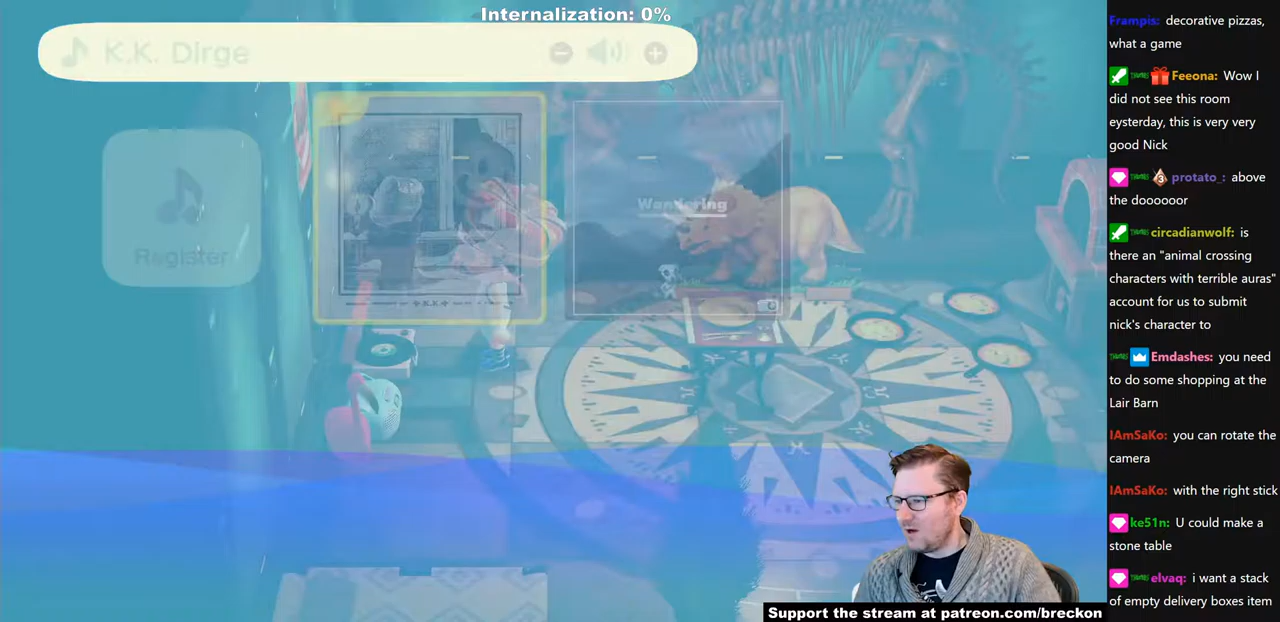 Internalization: 0%
K.K. Dirge
Register
Wandering
K.K
Support the stream at patreon.com/breckon
Frampis: decorative pizzas,
what a game
Feeona: Wow I
did not see this room
eysterday, this is very very
good Nick
protato_: above
the doooooor
circadianwolf: is
there an "animal crossing
characters with terrible auras"
account for us to submit
nick's character to
Emdashes: you need
to do some shopping at the
Lair Barn
IAmSaKo: you can rotate the
camera
IAmSaKo: with the right stick
ke51n: U could make a
stone table
elvaq: i want a stack
of empty delivery boxes item